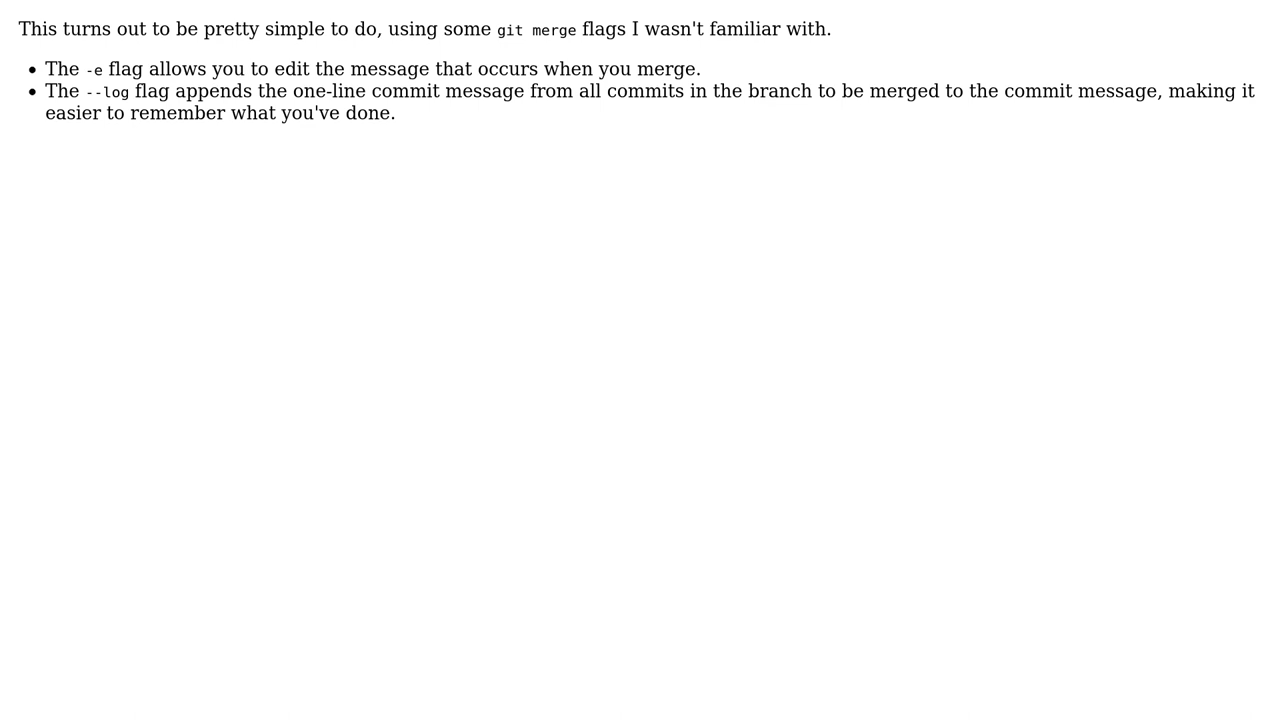 This turns out to be pretty simple to do, using some git merge flags I wasn't familiar with.
• The -e flag allows you to edit the message that occurs when you merge.
• The --log flag appends the one-line commit message from all commits in the branch to be merged to the commit message, making it
easier to remember what you've done.